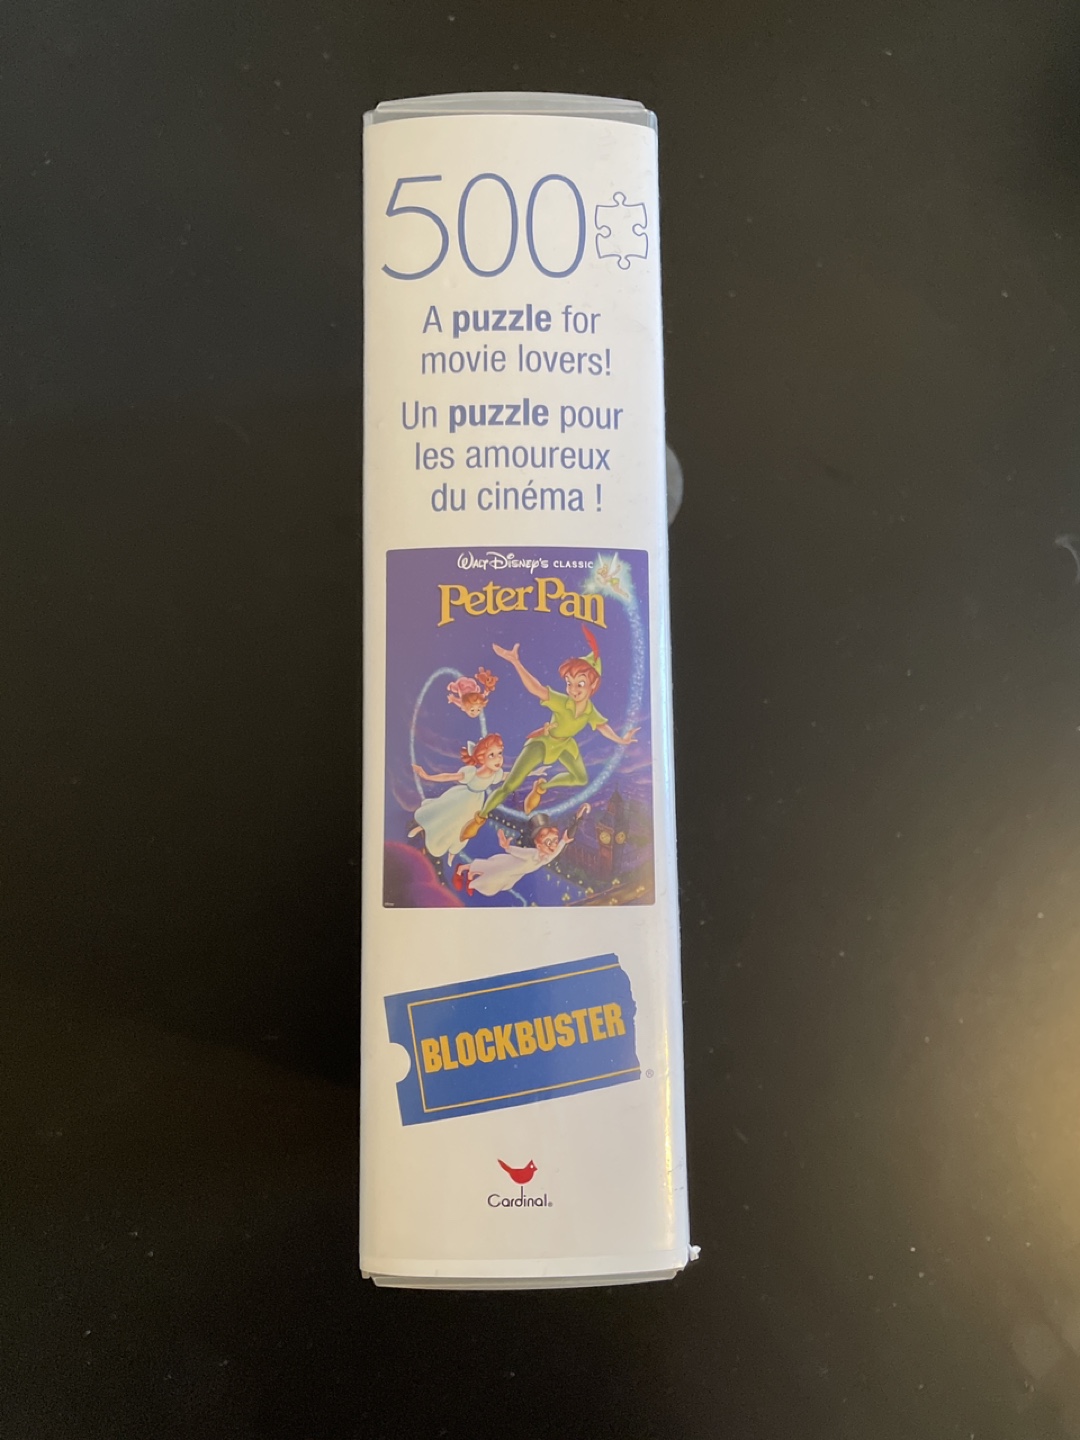 500
A puzzle for
movie lovers!
Un puzzle pour
les amoureux
du cinéma !
WALT DISNEY'S CLASSIC
Peter Pan
BLOCKBUSTER
®
Cardinal®